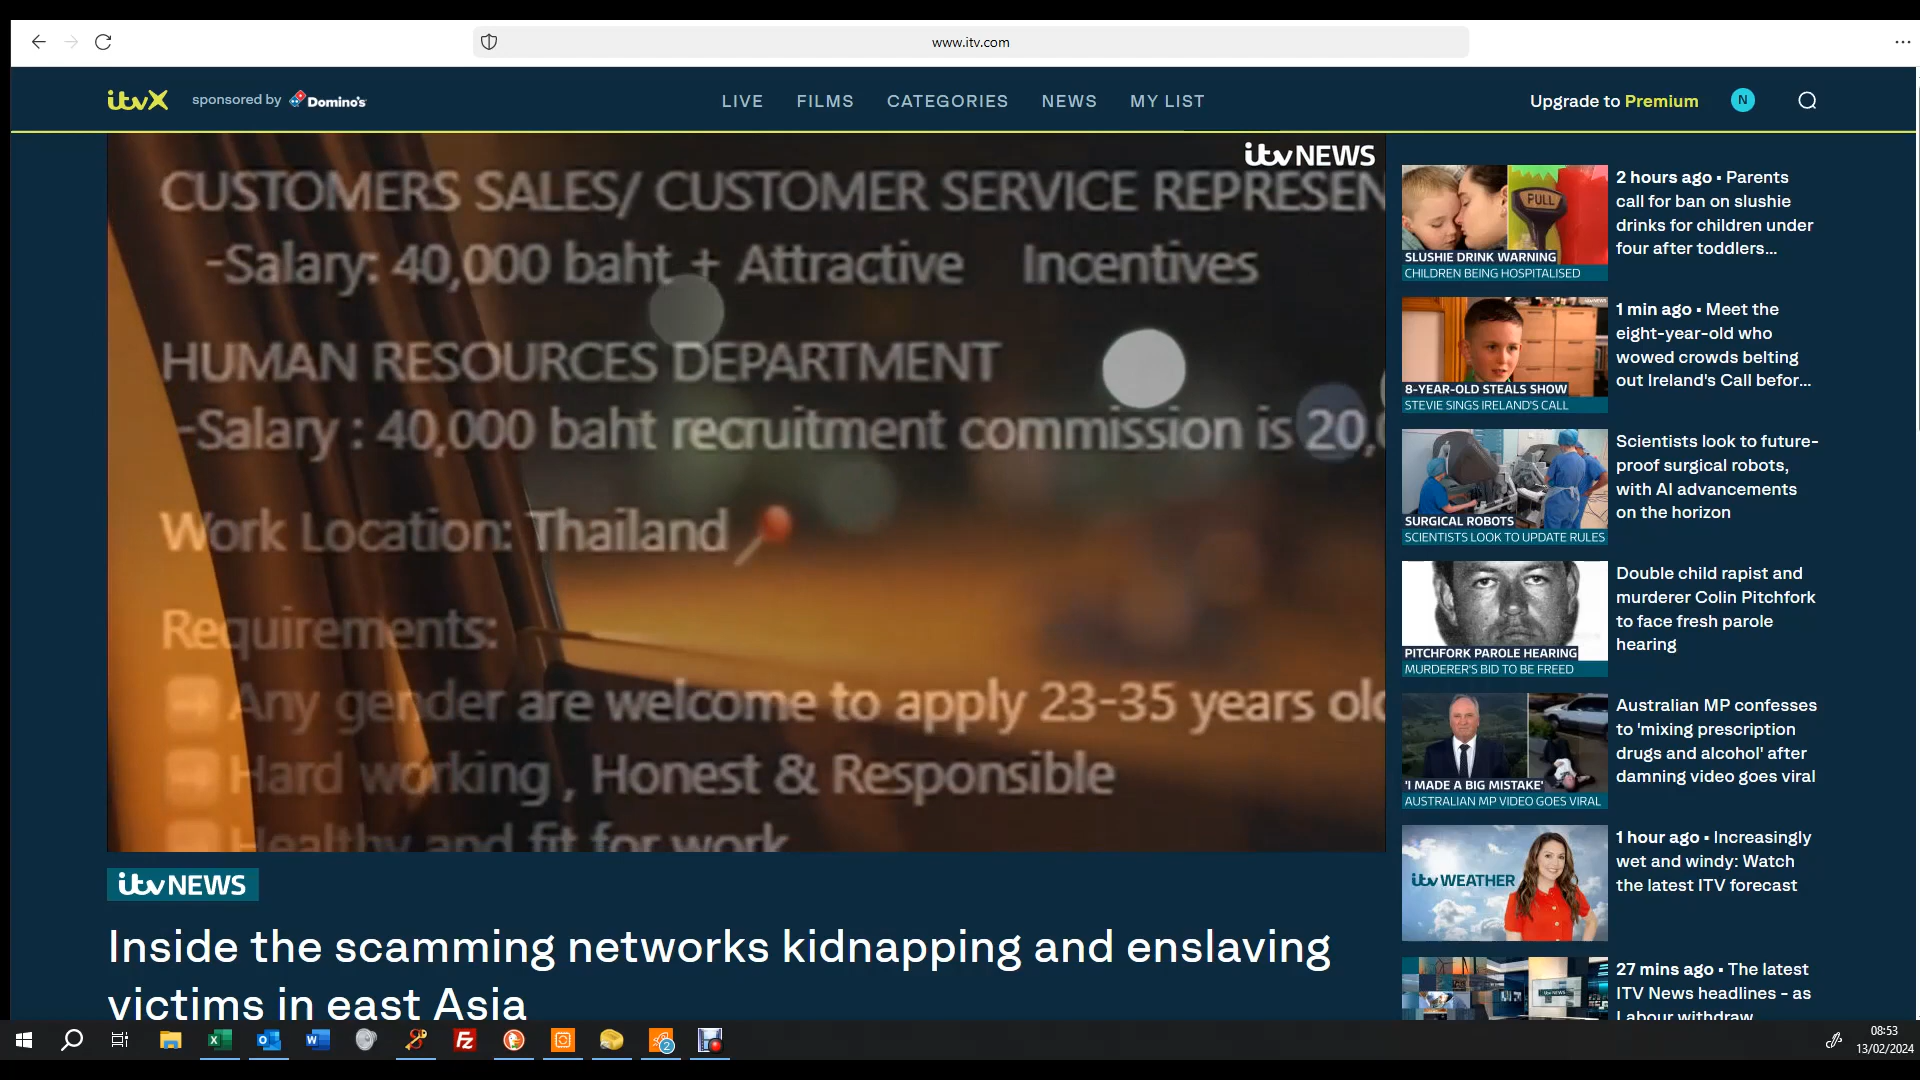 www.itv.com
itvX sponsored by Domino's
LIVE FILMS CATEGORIES NEWS MY LIST
Upgrade to Premium N
itv NEWS
CUSTOMERS SALES/ CUSTOMER SERVICE REPRESEN
-Salary: 40,000 baht + Attractive Incentives
HUMAN RESOURCES DEPARTMENT
-Salary : 40,000 baht recruitment commission is 20,
Work Location: Thailand
Requirements:
Any gender are welcome to apply 23-35 years old
Hard working , Honest & Responsible
Healthy and fit for work
itv NEWS
Inside the scamming networks kidnapping and enslaving
victims in east Asia
PULL
SLUSHIE DRINK WARNING
CHILDREN BEING HOSPITALISED
2 hours ago • Parents
call for ban on slushie
drinks for children under
four after toddlers...
8-YEAR-OLD STEALS SHOW
STEVIE SINGS IRELAND'S CALL
1 min ago • Meet the
eight-year-old who
wowed crowds belting
out Ireland's Call befor...
SURGICAL ROBOTS
SCIENTISTS LOOK TO UPDATE RULES
Scientists look to future-
proof surgical robots,
with AI advancements
on the horizon
PITCHFORK PAROLE HEARING
MURDERER'S BID TO BE FREED
Double child rapist and
murderer Colin Pitchfork
to face fresh parole
hearing
'I MADE A BIG MISTAKE'
AUSTRALIAN MP VIDEO GOES VIRAL
Australian MP confesses
to 'mixing prescription
drugs and alcohol' after
damning video goes viral
itv WEATHER
1 hour ago • Increasingly
wet and windy: Watch
the latest ITV forecast
27 mins ago • The latest
ITV News headlines - as
Labour withdraw
2
08:53
13/02/2024